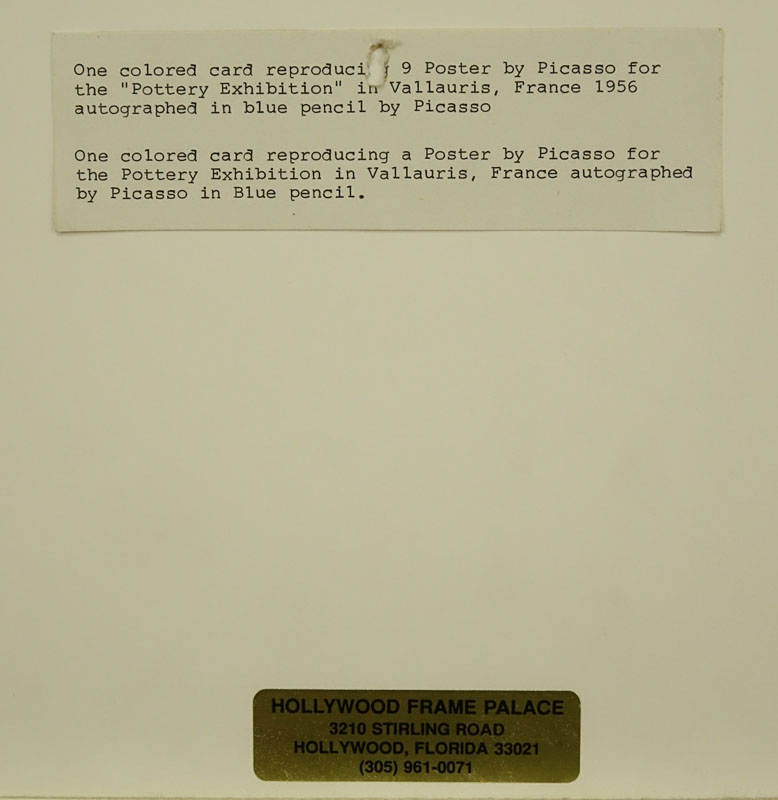 One colored card reproducing 9 Poster by Picasso for
the "Pottery Exhibition" in Vallauris, France 1956
autographed in blue pencil by Picasso
One colored card reproducing a Poster by Picasso for
the Pottery Exhibition in Vallauris, France autographed
by Picasso in Blue pencil.
HOLLYWOOD FRAME PALACE
3210 STIRLING ROAD
HOLLYWOOD, FLORIDA 33021
(305) 961-0071